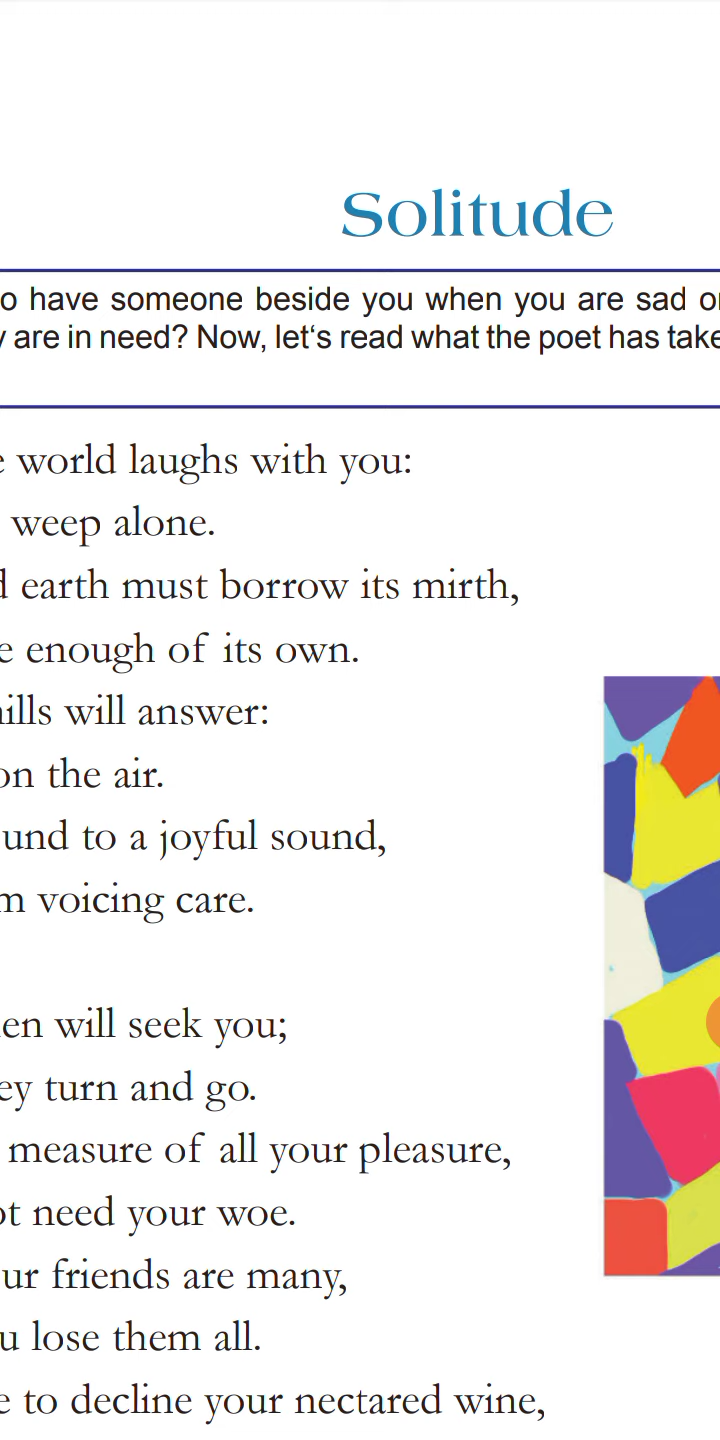 Solitude
o have someone beside you when you are sad o
are in need? Now, let‘s read what the poet has take
world laughs with you:
weep alone.
earth must borrow its mirth,
enough of its own.
ills will answer:
on the air.
und to a joyful sound,
m voicing care.
en will seek you;
ey turn and go.
measure of all your pleasure,
ot need your woe.
ur friends are many,
u lose them all.
e to decline your nectared wine,